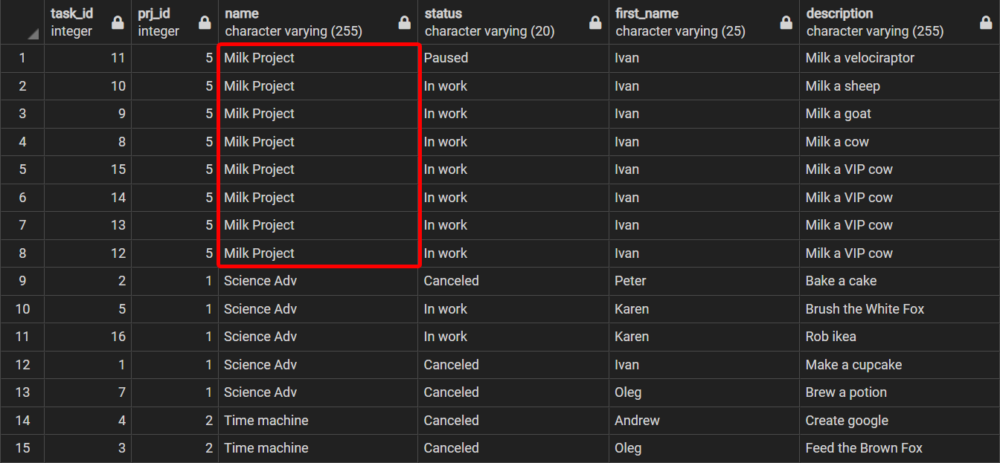 task_id prj_id name status first_name description
integer integer character varying (255) character varying (20) character varying (25) character varying (255)
1 11 5 Milk Project Paused Ivan Milk a velociraptor
2 10 5 Milk Project In work Ivan Milk a sheep
3 9 5 Milk Project In work Ivan Milk a goat
4 8 5 Milk Project In work Ivan Milk a cow
5 15 5 Milk Project In work Ivan Milk a VIP cow
6 14 5 Milk Project In work Ivan Milk a VIP cow
7 13 5 Milk Project In work Ivan Milk a VIP cow
8 12 5 Milk Project In work Ivan Milk a VIP cow
9 2 1 Science Adv Canceled Peter Bake a cake
10 5 1 Science Adv In work Karen Brush the White Fox
11 16 1 Science Adv In work Karen Rob ikea
12 1 1 Science Adv Canceled Ivan Make a cupcake
13 7 1 Science Adv Canceled Oleg Brew a potion
14 4 2 Time machine Canceled Andrew Create google
15 3 2 Time machine Canceled Oleg Feed the Brown Fox